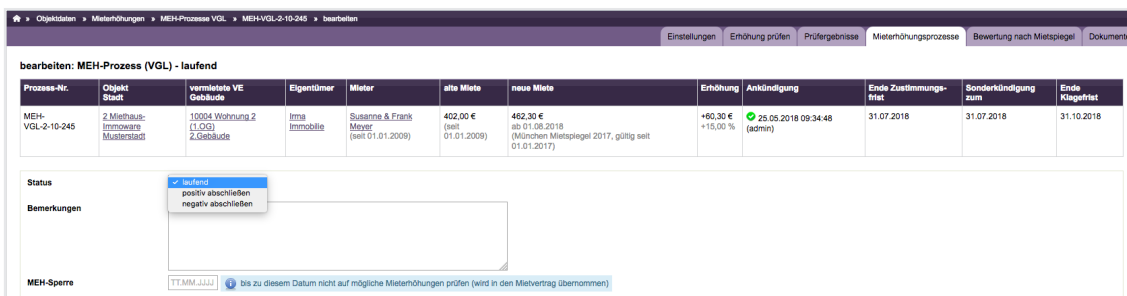 » Objektdaten » Mieterhöhungen » MEH-Prozesse VGL » MEH-VGL-2-10-245 » bearbeiten
Einstellungen Erhöhung prüfen Prüfergebnisse Mieterhöhungsprozesse Bewertung nach Mietspiegel Dokumente
bearbeiten: MEH-Prozess (VGL) - laufend
Prozess-Nr. Objekt vermietete VE Eigentümer Mieter alte Miete neue Miete Erhöhung Ankündigung Ende Zustimmungs- Sonderkündigung Ende
Stadt Gebäude frist zum Klagefrist
MEH- 2 Miethaus- 10004 Wohnung 2 Irma Susanne & Frank 402,00 € 462,30 € +60,30 € 25.05.2018 09:34:48 31.07.2018 31.07.2018 31.10.2018
VGL-2-10-245 Immoware (1.OG) Immobilie Meyer (seit ab 01.08.2018 +15,00 % (admin)
Musterstadt 2.Gebäude (seit 01.01.2009) 01.01.2009) (München Mietspiegel 2017, gültig seit
01.01.2017)
Status ✓ laufend
positiv abschließen
negativ abschließen
Bemerkungen
MEH-Sperre TT.MM.JJJJ bis zu diesem Datum nicht auf mögliche Mieterhöhungen prüfen (wird in den Mietvertrag übernommen)